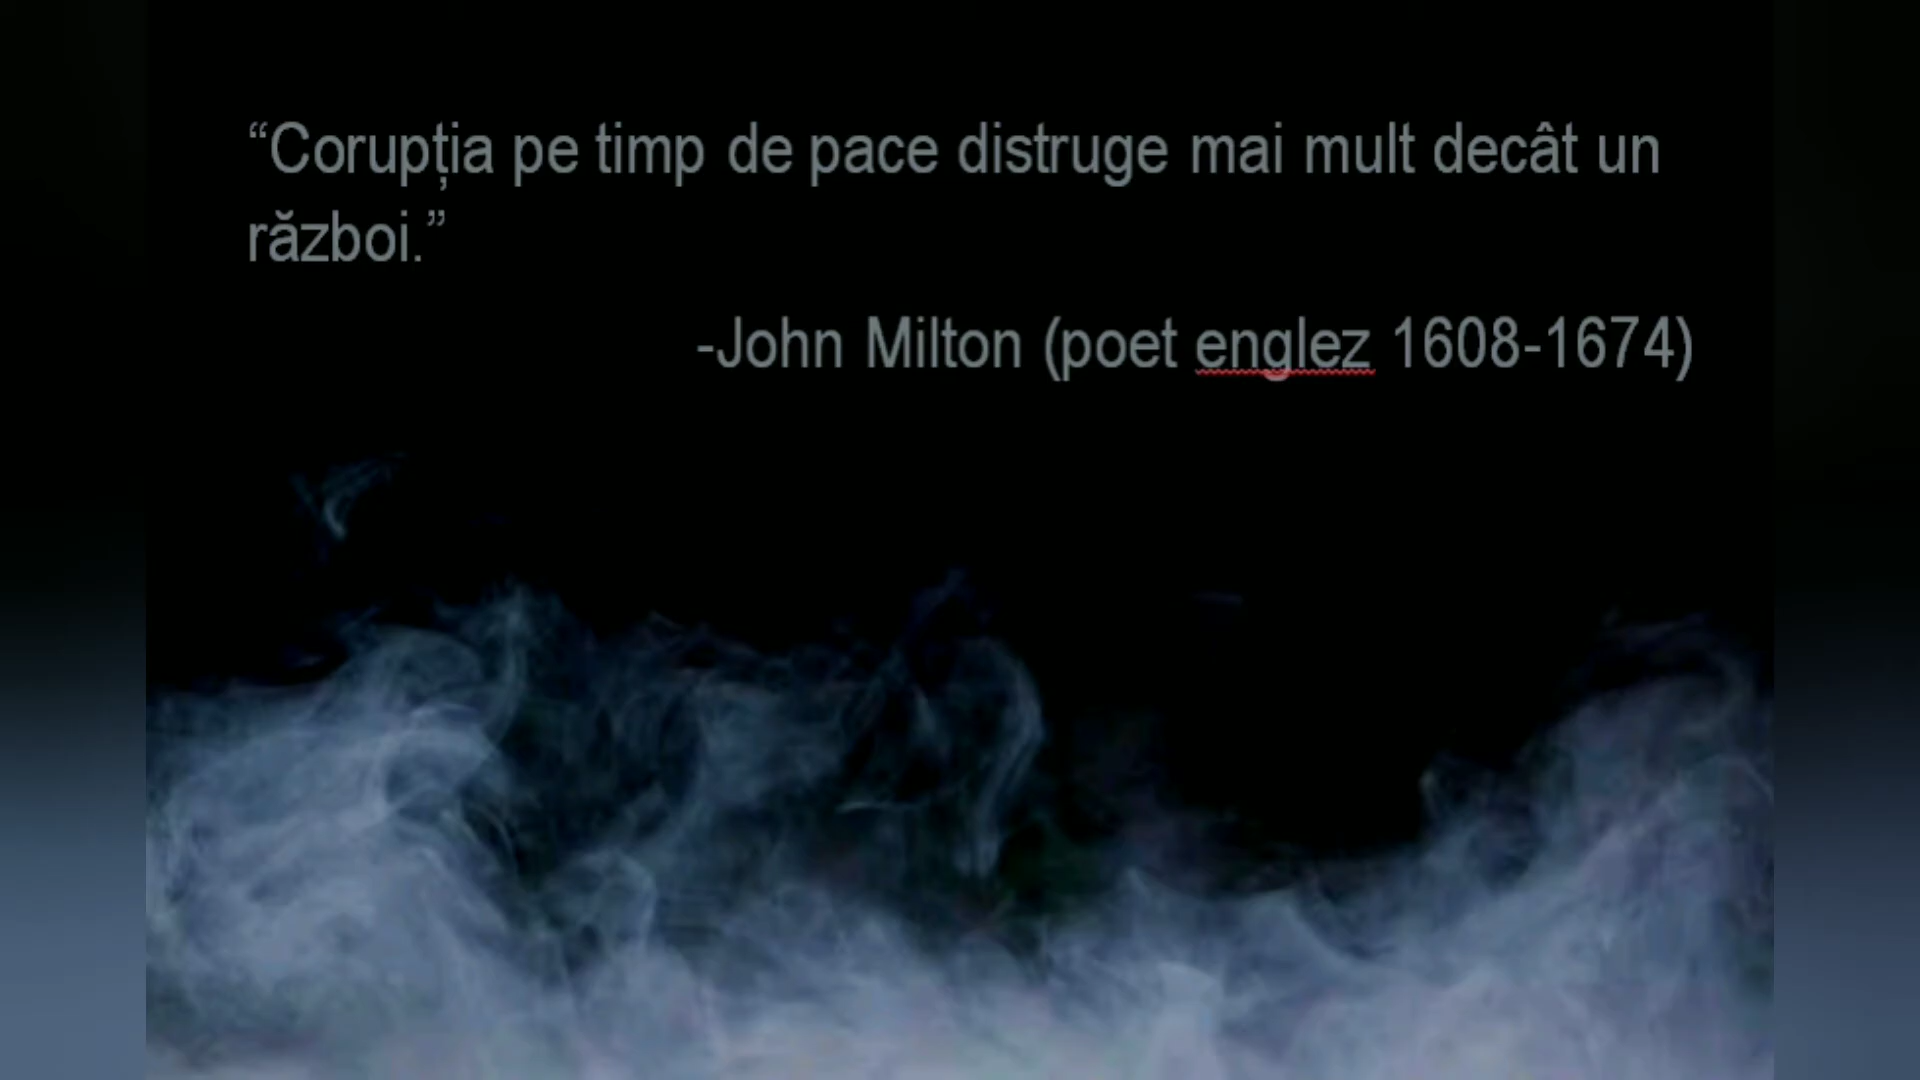 “Corupția pe timp de pace distruge mai mult decât un
război.”
-John Milton (poet englez 1608-1674)